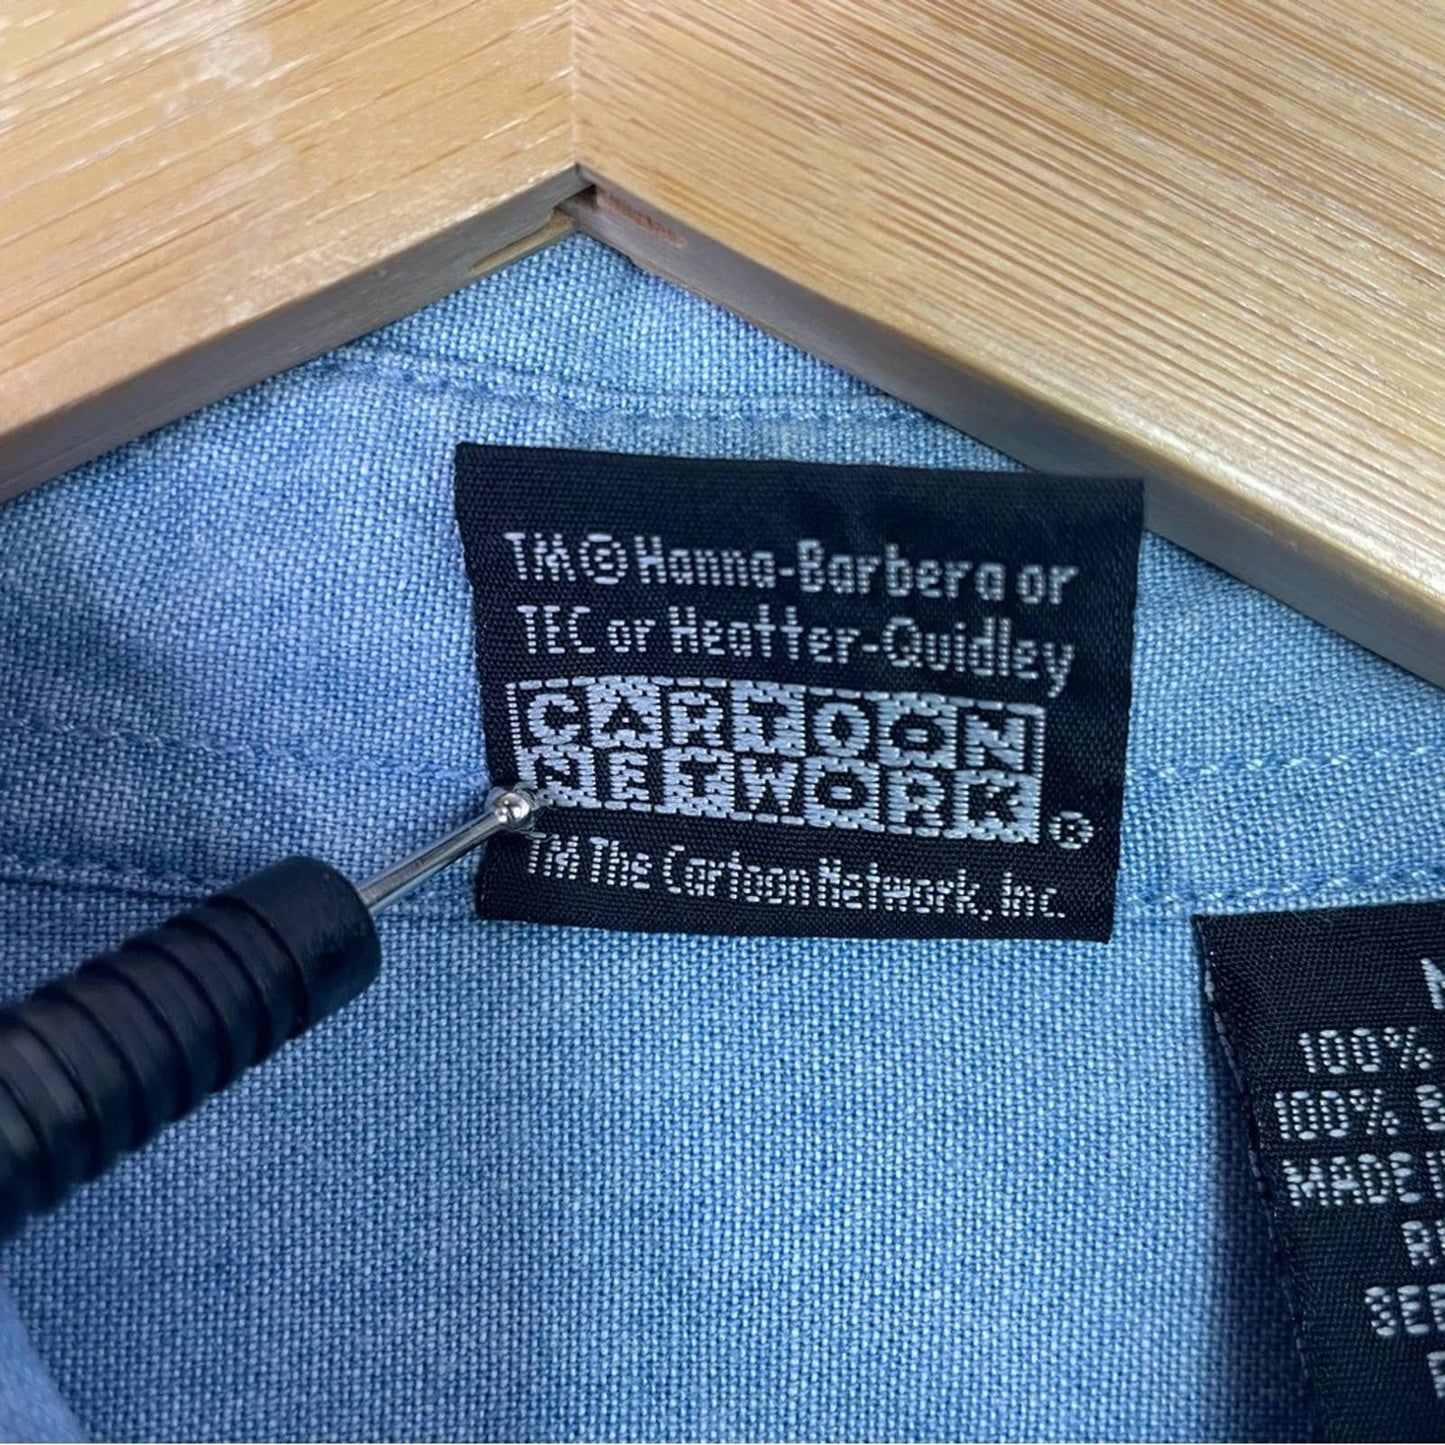 TM © Hanna-Barbera or
TEC or Heatter-Quidley
CARTOON
NETWORK ®
TM The Cartoon Network, Inc.
100%
100%
MADE